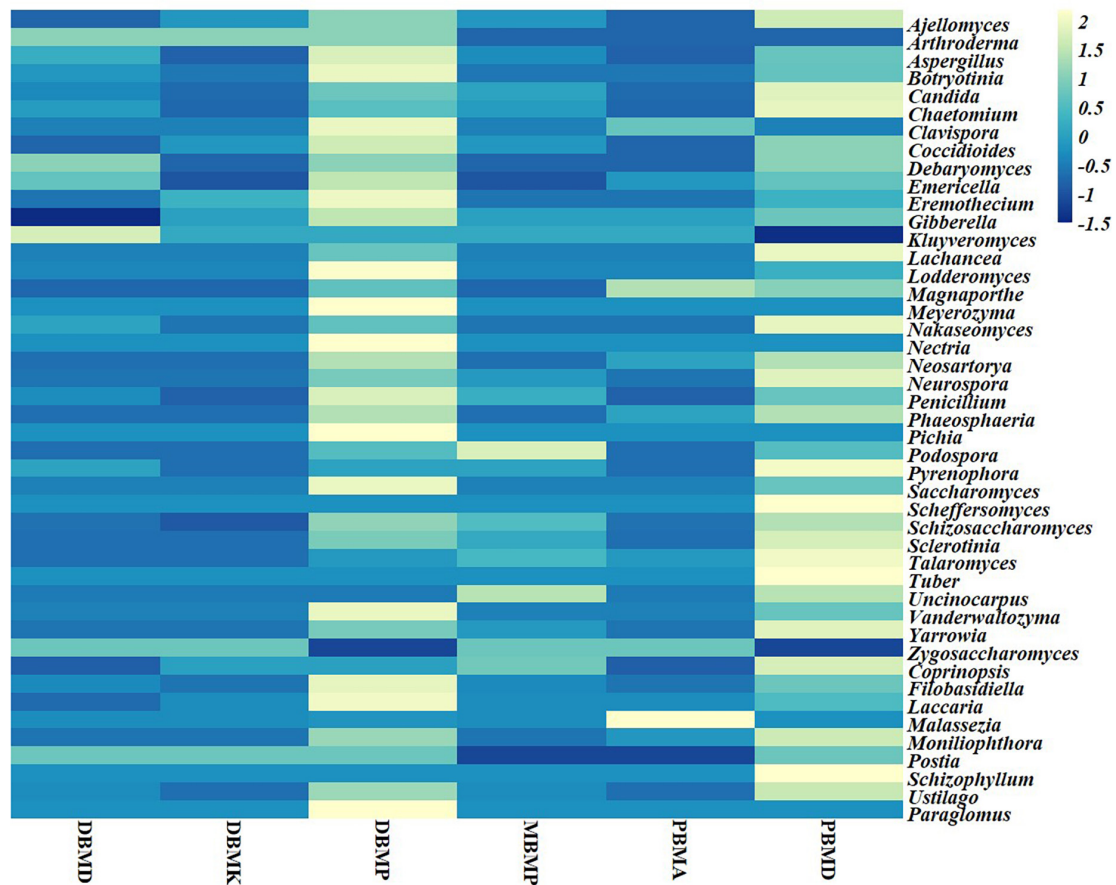 Ajellomyces
Arthroderma
Aspergillus
Botryotinia
Candida
Chaetomium
Clavispora
Coccidioides
Debaryomyces
Emericella
Eremothecium
Gibberella
Kluyveromyces
Lachancea
Lodderomyces
Magnaporthe
Meyerozyma
Nakaseomyces
Nectria
Neosartorya
Neurospora
Penicillium
Phaeosphaeria
Pichia
Podospora
Pyrenophora
Saccharomyces
Scheffersomyces
Schizosaccharomyces
Sclerotinia
Talaromyces
Tuber
Uncinocarpus
Vanderwaltozyma
Yarrowia
Zygosaccharomyces
Coprinopsis
Filobasidiella
Laccaria
Malassezia
Moniliophthora
Postia
Schizophyllum
Ustilago
Paraglomus
2
1.5
1
0.5
0
-0.5
-1
-1.5
DBMD
DBMK
DBMP
MBMP
PBMA
PBMD